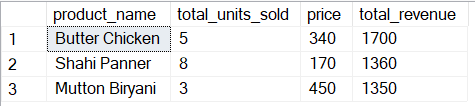 product_name total_units_sold price total_revenue
1 Butter Chicken 5 340 1700
2 Shahi Panner 8 170 1360
3 Mutton Biryani 3 450 1350